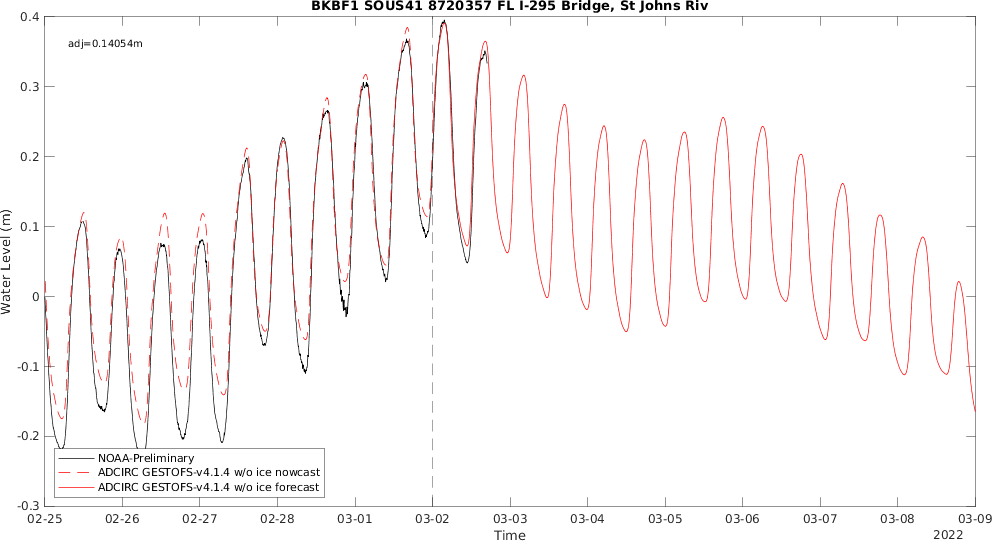 BKBF1 SOUS41 8720357 FL I-295 Bridge, St Johns Riv
adj=0.14054m
0.4
0.3
0.2
0.1
0
-0.1
-0.2
-0.3
Water Level (m)
NOAA-Preliminary
ADCIRC GESTOFS-v4.1.4 w/o ice nowcast
ADCIRC GESTOFS-v4.1.4 w/o ice forecast
02-25 02-26 02-27 02-28 03-01 03-02 03-03 03-04 03-05 03-06 03-07 03-08 03-09
Time
2022